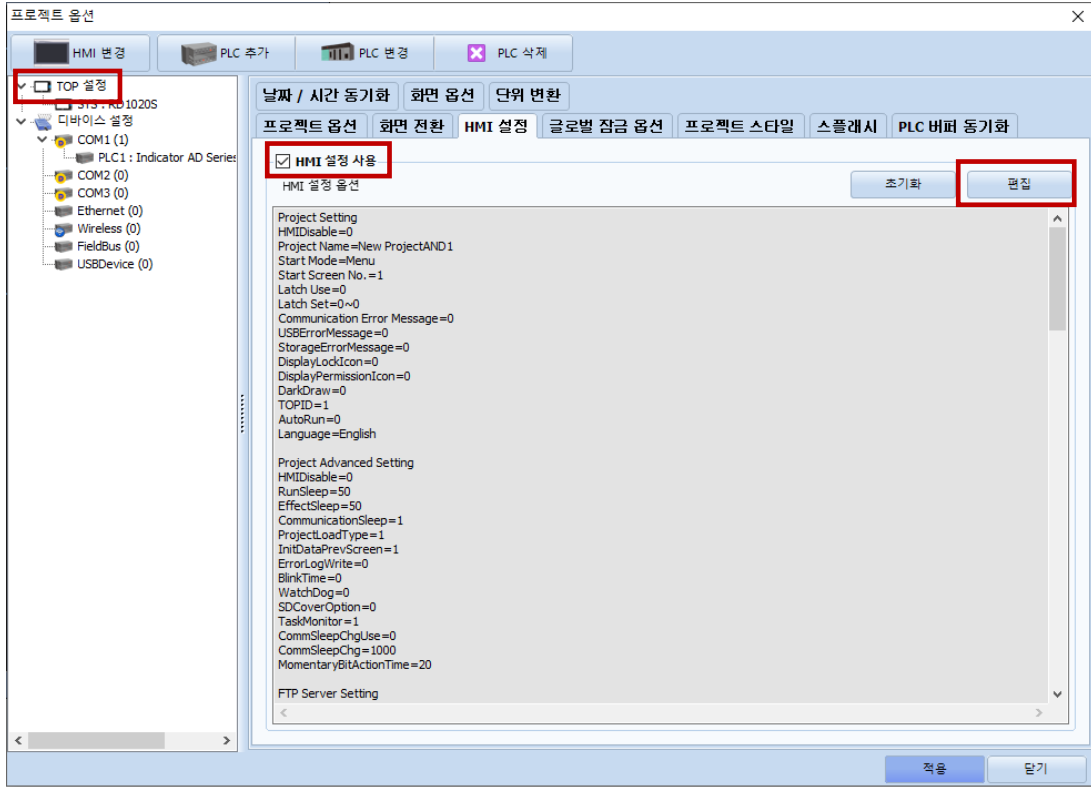 프로젝트 옵션
HMI 변경
PLC 추가
PLC 변경
PLC 삭제
TOP 설정
SYS : RD1020S
디바이스 설정
COM1 (1)
PLC1 : Indicator AD Series
COM2 (0)
COM3 (0)
Ethernet (0)
Wireless (0)
FieldBus (0)
USBDevice (0)
날짜 / 시간 동기화
화면 옵션
단위 변환
프로젝트 옵션
화면 전환
HMI 설정
글로벌 잠금 옵션
프로젝트 스타일
스플래시
PLC 버퍼 동기화
HMI 설정 사용
HMI 설정 옵션
초기화
편집
Project Setting
HMIDisable=0
Project Name=New ProjectAND1
Start Mode=Menu
Start Screen No.=1
Latch Use=0
Latch Set=0~0
Communication Error Message=0
USBErrorMessage=0
StorageErrorMessage=0
DisplayLockIcon=0
DisplayPermissionIcon=0
DarkDraw=0
TOPID=1
AutoRun=0
Language=English
Project Advanced Setting
HMIDisable=0
RunSleep=50
EffectSleep=50
CommunicationSleep=1
ProjectLoadType=1
InitDataPrevScreen=1
ErrorLogWrite=0
BlinkTime=0
WatchDog=0
SDCoverOption=0
TaskMonitor=1
CommSleepChgUse=0
CommSleepChg=1000
MomentaryBitActionTime=20
FTP Server Setting
적용
닫기